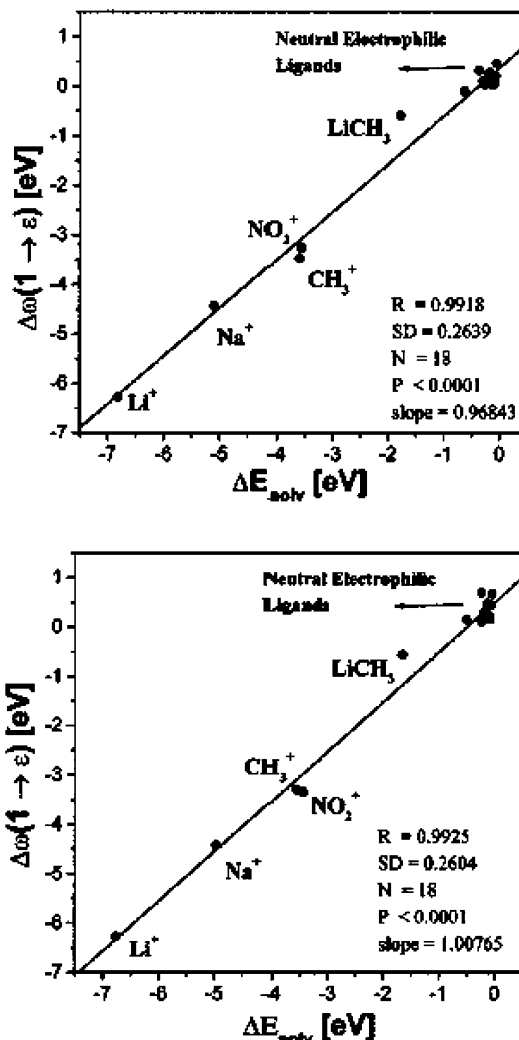 1
0
-1
-2
-3
-4
-5
-6
-7
Δω(1 → ε) [eV]
Neutral Electrophilic
Ligands
LiCH3
NO2+
CH3+
Na+
Li+
R = 0.9918
SD = 0.2639
N = 18
P < 0.0001
slope = 0.96843
-7 -6 -5 -4 -3 -2 -1 0
ΔEsolv [eV]
1
0
-1
-2
-3
-4
-5
-6
-7
Δω(1 → ε) [eV]
Neutral Electrophilic
Ligands
LiCH3
CH3+
NO2+
Na+
Li+
R = 0.9925
SD = 0.2604
N = 18
P < 0.0001
slope = 1.00765
-7 -6 -5 -4 -3 -2 -1 0
ΔEsolv [eV]